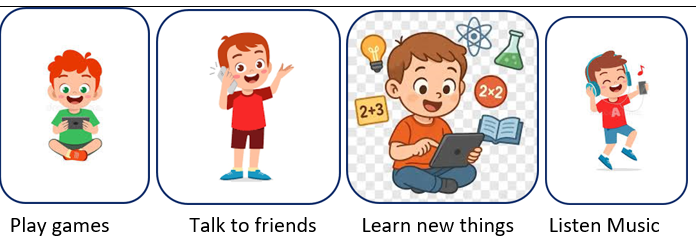 2+3
2×2
A
Play games
Talk to friends
Learn new things
Listen Music